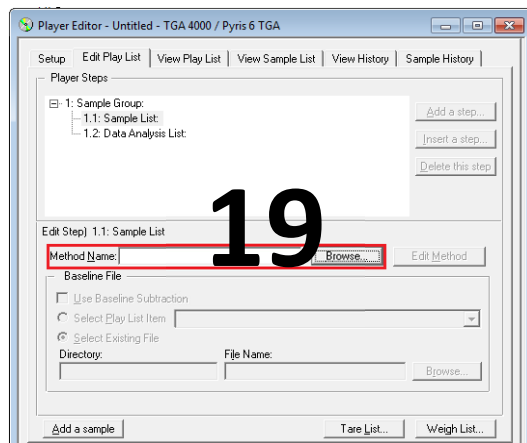 Player Editor - Untitled - TGA 4000 / Pyris 6 TGA
Setup Edit Play List View Play List View Sample List View History Sample History
Player Steps
1: Sample Group:
1.1: Sample List:
1.2: Data Analysis List:
Add a step...
Insert a step...
Delete this step
19
Edit Step) 1.1: Sample List
Method Name: Browse... Edit Method
Baseline File
Use Baseline Subtraction
Select Play List Item
Select Existing File
Directory: File Name:
Browse...
Add a sample Tare List... Weigh List...